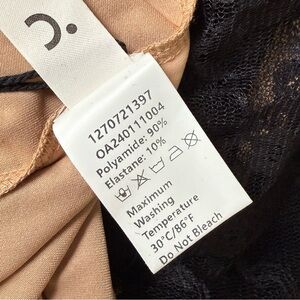 Ɔ.
1270721397
OA240111004
Polyamide: 90%
Elastane: 10%
Maximum
Washing
Temperature
30°C/86°F
Do Not Bleach